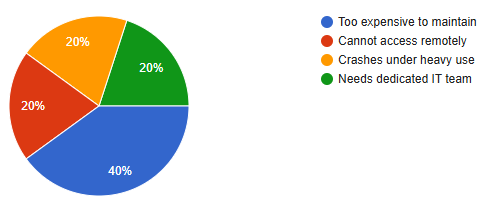 Too expensive to maintain
Cannot access remotely
Crashes under heavy use
Needs dedicated IT team
20%
20%
20%
40%